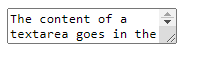 The content of a
textarea goes in the